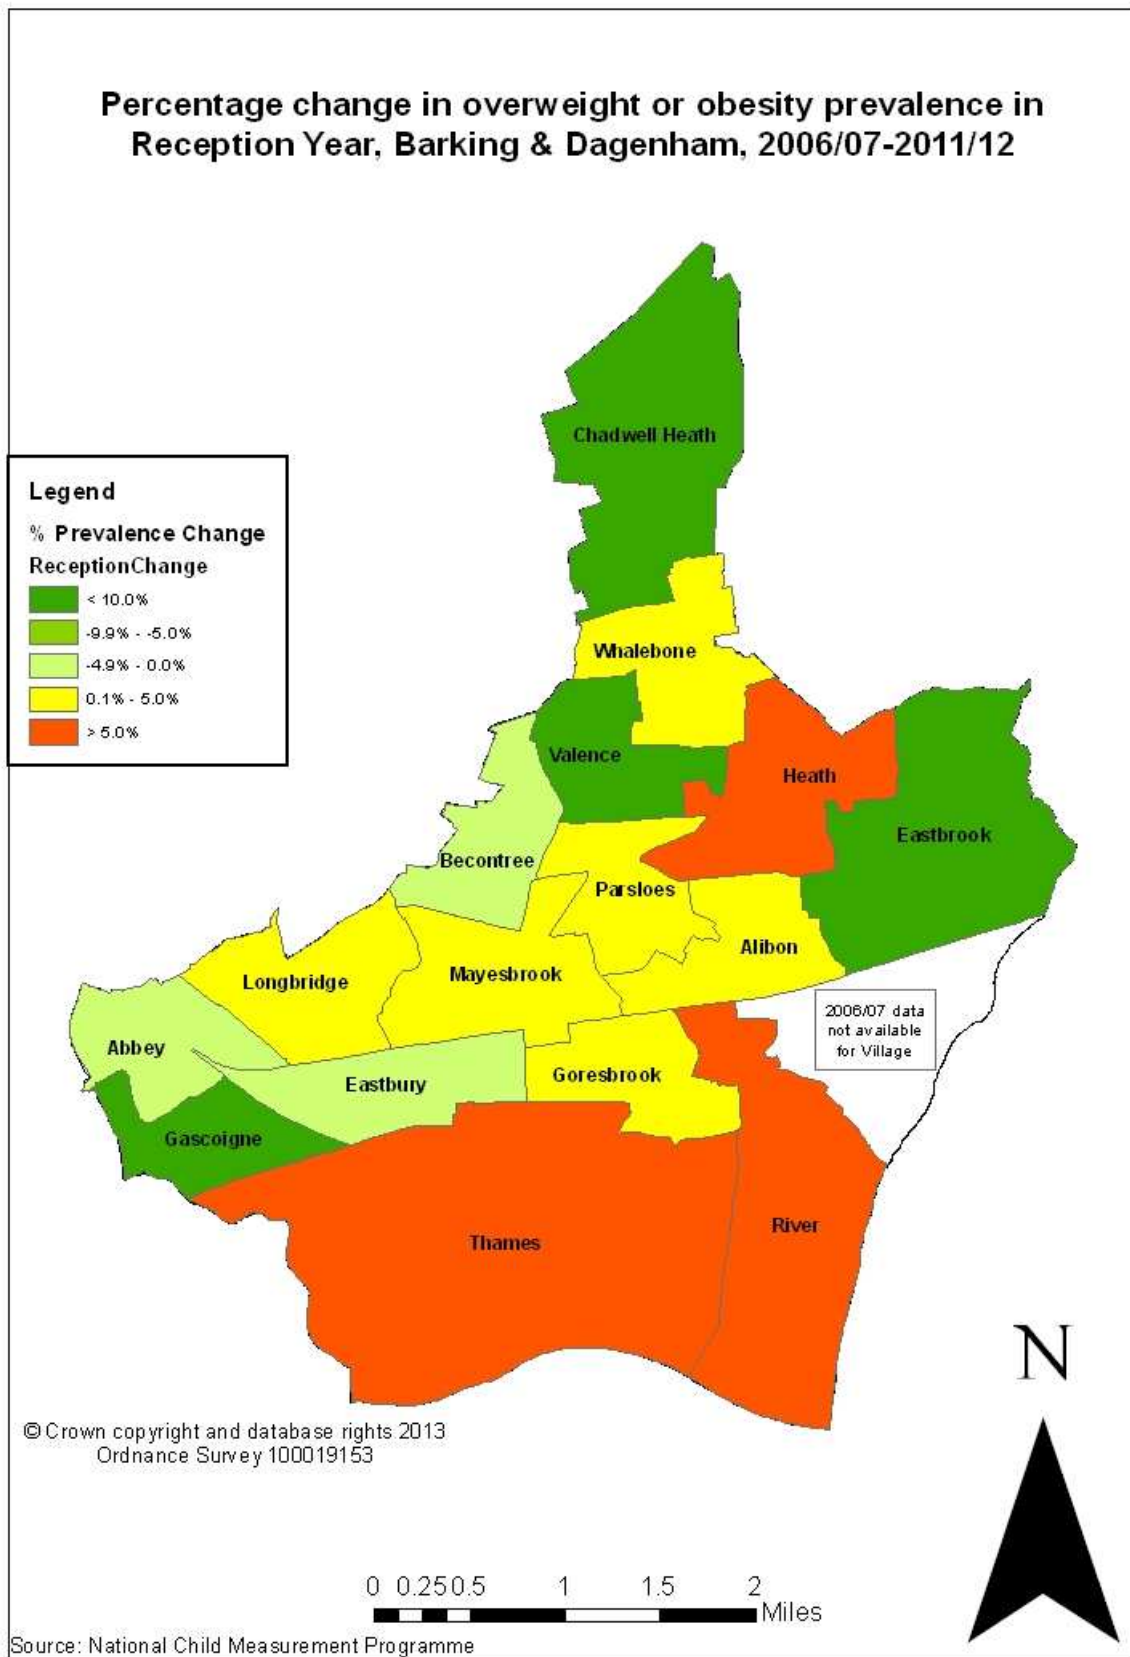 Percentage change in overweight or obesity prevalence in
Reception Year, Barking & Dagenham, 2006/07-2011/12
Chadwell Heath
Legend
% Prevalence Change
ReceptionChange
< 10.0%
-9.9% - -5.0%
-4.9% - 0.0%
0.1% - 5.0%
> 5.0%
Whalebone
Valence
Heath
Eastbrook
Becontree
Parsloes
Alibon
Mayesbrook
Longbridge
2006/07 data
not available
for Village
Abbey
Goresbrook
Eastbury
Gascoigne
River
Thames
N
© Crown copyright and database rights 2013
Ordnance Survey 100019153
0 0.25 0.5 1 1.5 2
Miles
Source: National Child Measurement Programme